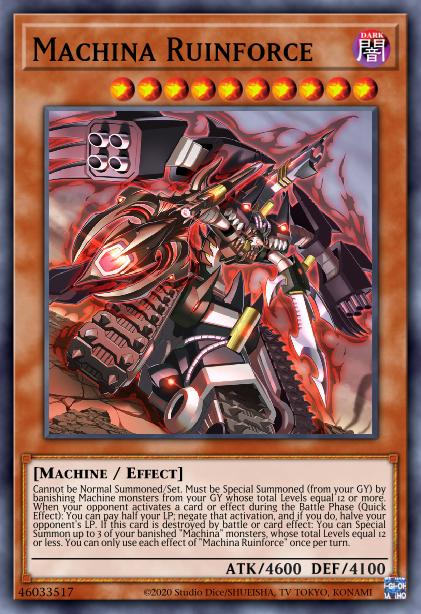 MACHINA RUINFORCE
DARK
闇
[MACHINE / EFFECT]
Cannot be Normal Summoned/Set. Must be Special Summoned (from your GY) by
banishing Machine monsters from your GY whose total Levels equal 12 or more.
When your opponent activates a card or effect during the Battle Phase (Quick
Effect): You can pay half your LP; negate that activation, and if you do, halve your
opponent's LP. If this card is destroyed by battle or card effect: You can Special
Summon up to 3 of your banished "Machina" monsters, whose total Levels equal 12
or less. You can only use each effect of "Machina Ruinforce" once per turn.
ATK/4600 DEF/4100
46033517
©2020 Studio Dice/SHUEISHA, TV TOKYO, KONAMI